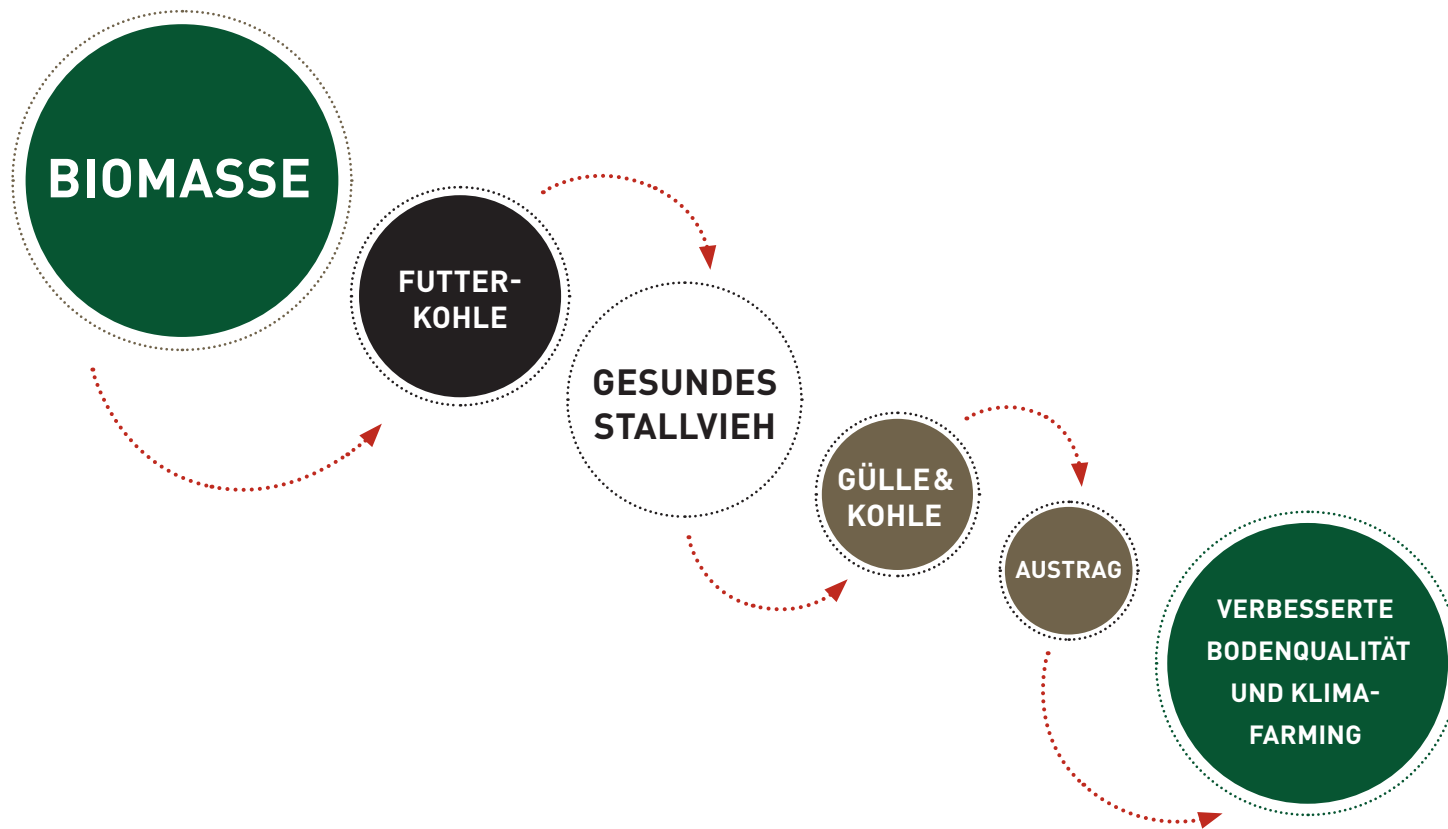 BIOMASSE
FUTTER-
KOHLE
GESUNDES
STALLVIEH
GÜLLE&
KOHLE
AUSTRAG
VERBESSERTE
BODENQUALITÄT
UND KLIMA-
FARMING